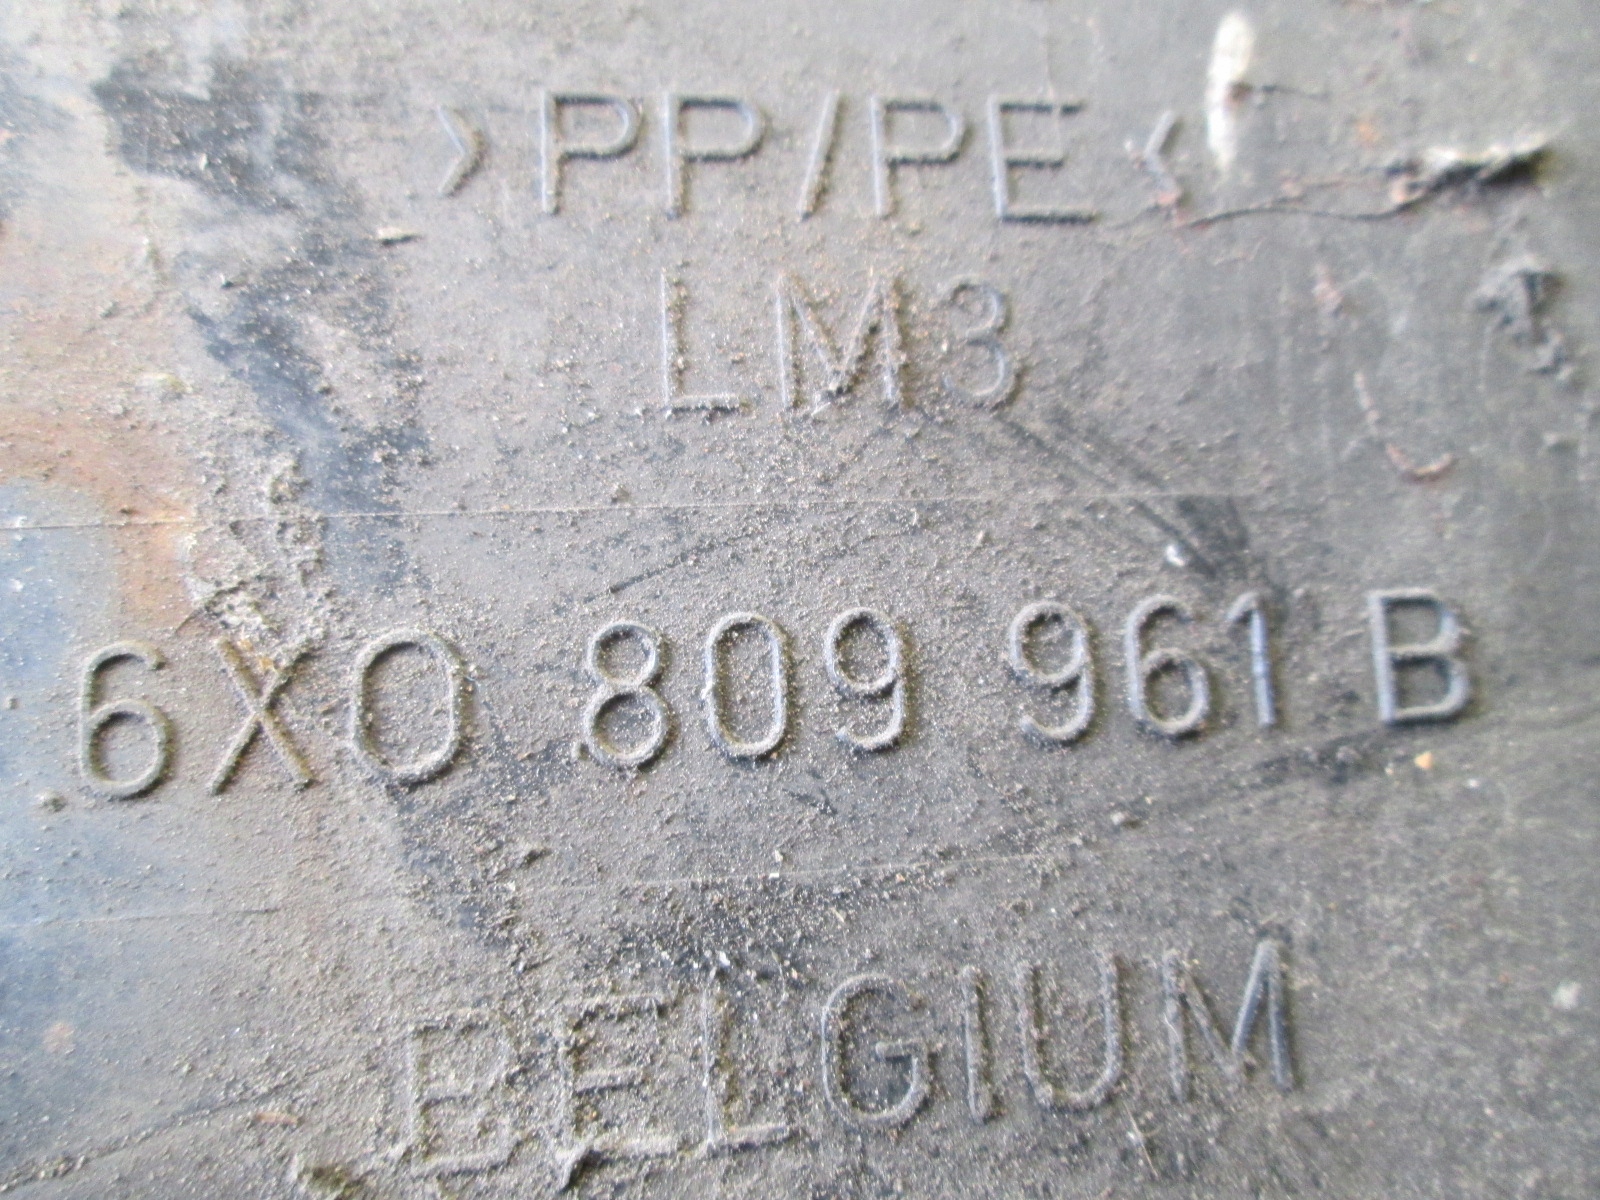 >PP/PE<
LM3
6X0 809 961 B
BELGIUM